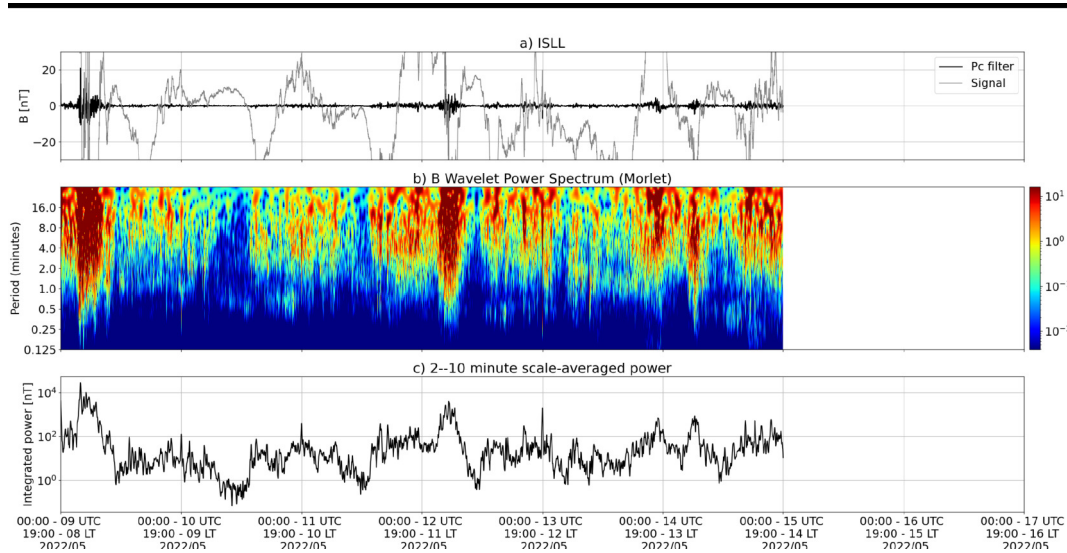 a) ISLL
20
0
−20
B [nT]
Pc filter
Signal
b) B Wavelet Power Spectrum (Morlet)
16.0
8.0
4.0
2.0
1.0
0.5
0.25
0.125
Period (minutes)
10¹
10⁰
c) 2--10 minute scale-averaged power
10⁴
10²
10⁰
Integrated power [nT]
00:00 - 09 UTC 00:00 - 10 UTC 00:00 - 11 UTC 00:00 - 12 UTC 00:00 - 13 UTC 00:00 - 14 UTC 00:00 - 15 UTC 00:00 - 16 UTC 00:00 - 17 UTC
19:00 - 08 LT 19:00 - 09 LT 19:00 - 10 LT 19:00 - 11 LT 19:00 - 12 LT 19:00 - 13 LT 19:00 - 14 LT 19:00 - 15 LT 19:00 - 16 LT
2022/05 2022/05 2022/05 2022/05 2022/05 2022/05 2022/05 2022/05 2022/05